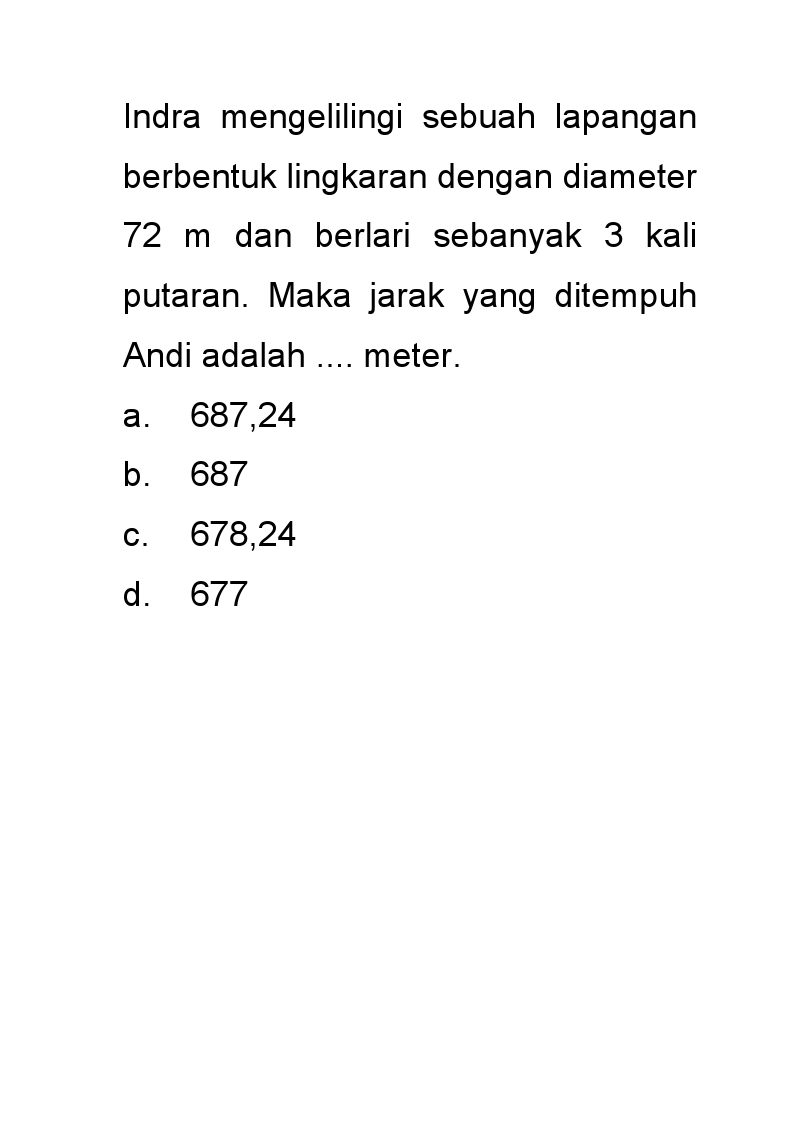 Indra mengelilingi sebuah lapangan
berbentuk lingkaran dengan diameter
72 m dan berlari sebanyak 3 kali
putaran. Maka jarak yang ditempuh
Andi adalah .... meter.
a. 687,24
b. 687
c. 678,24
d. 677